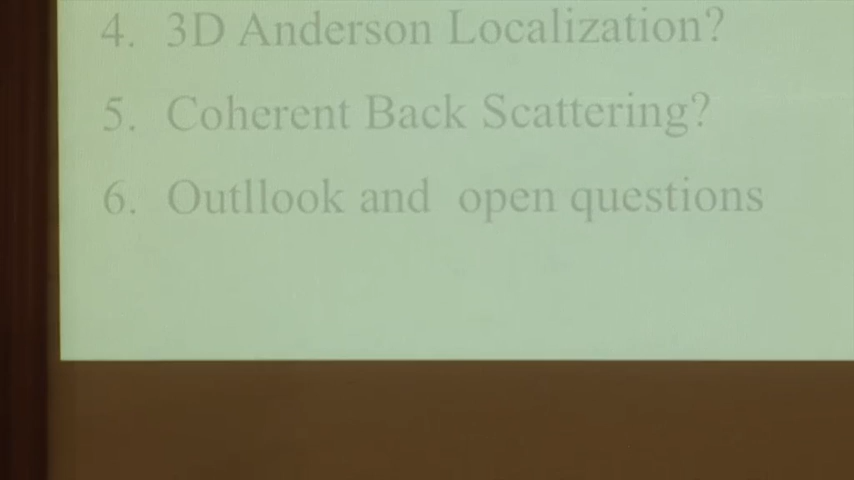 4. 3D Anderson Localization?
5. Coherent Back Scattering?
6. Outllook and open questions